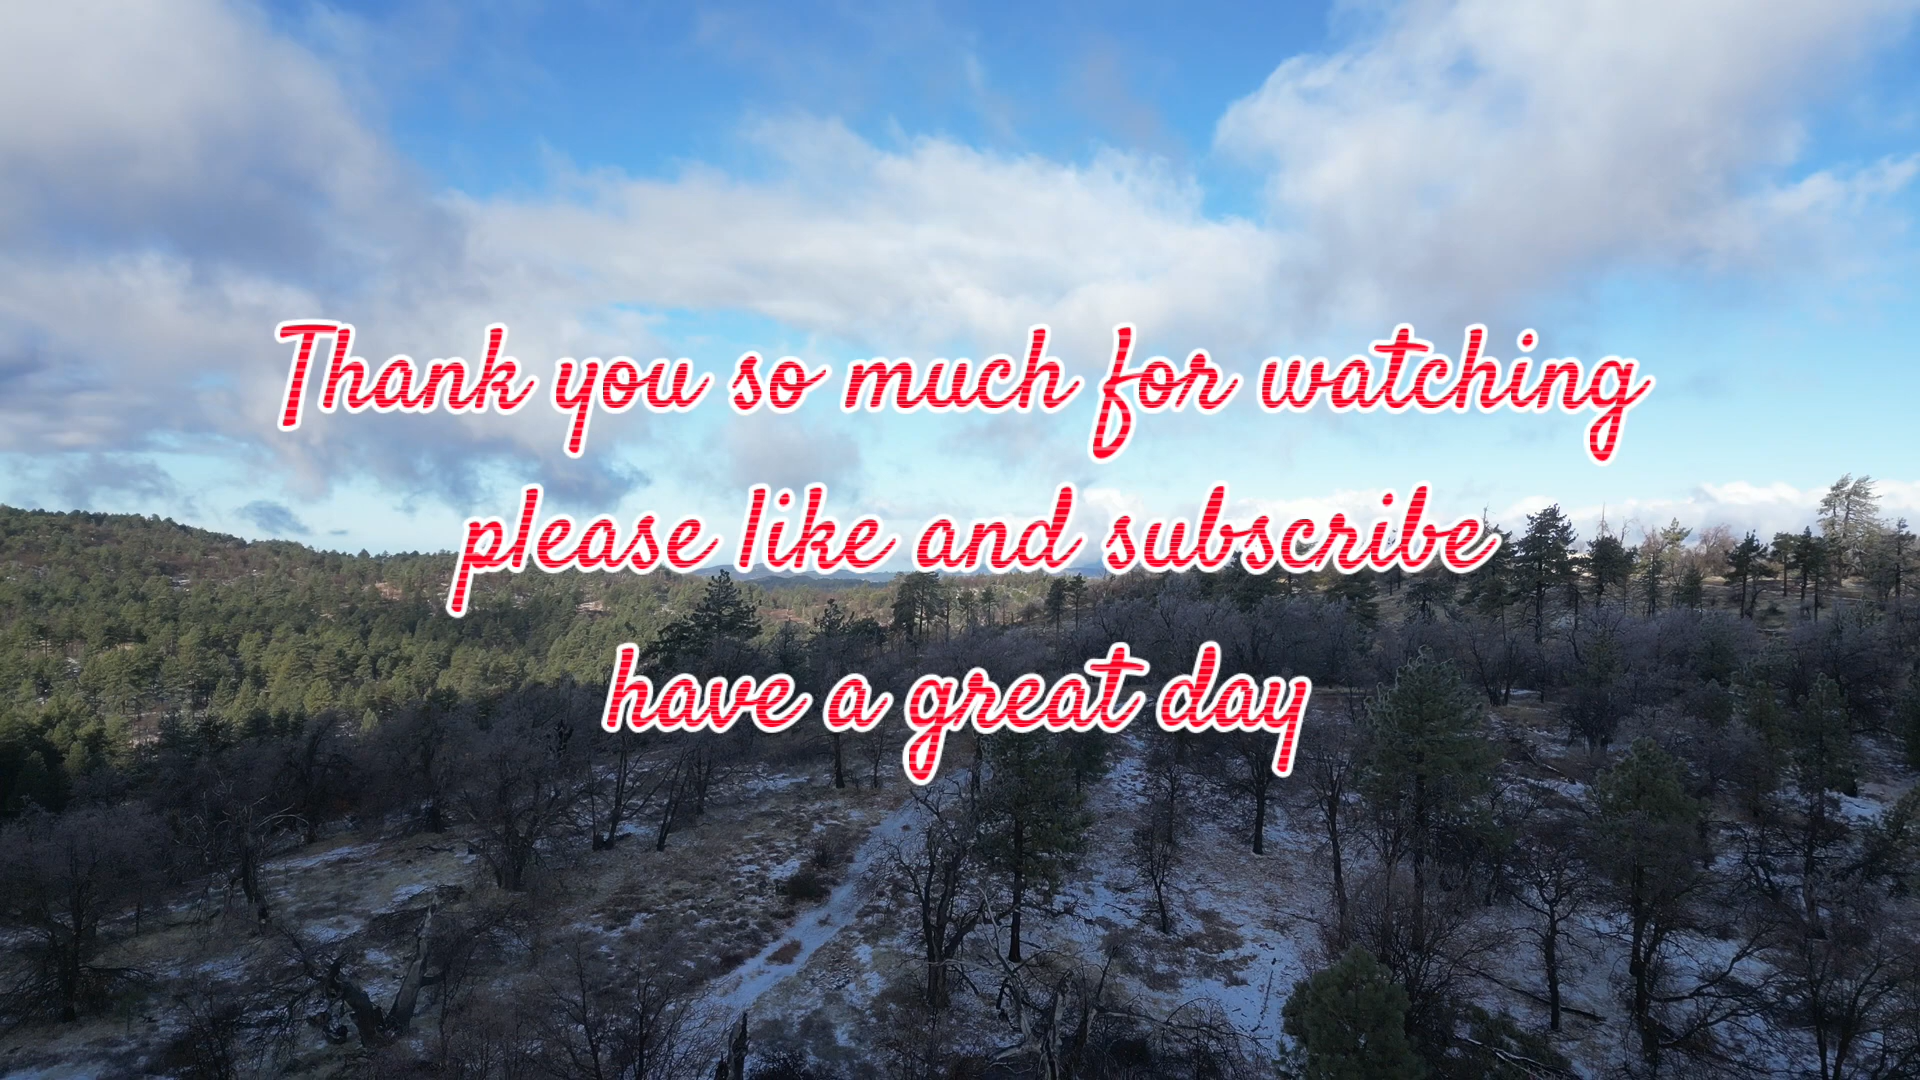 Thank you so much for watching
please like and subscribe
have a great day